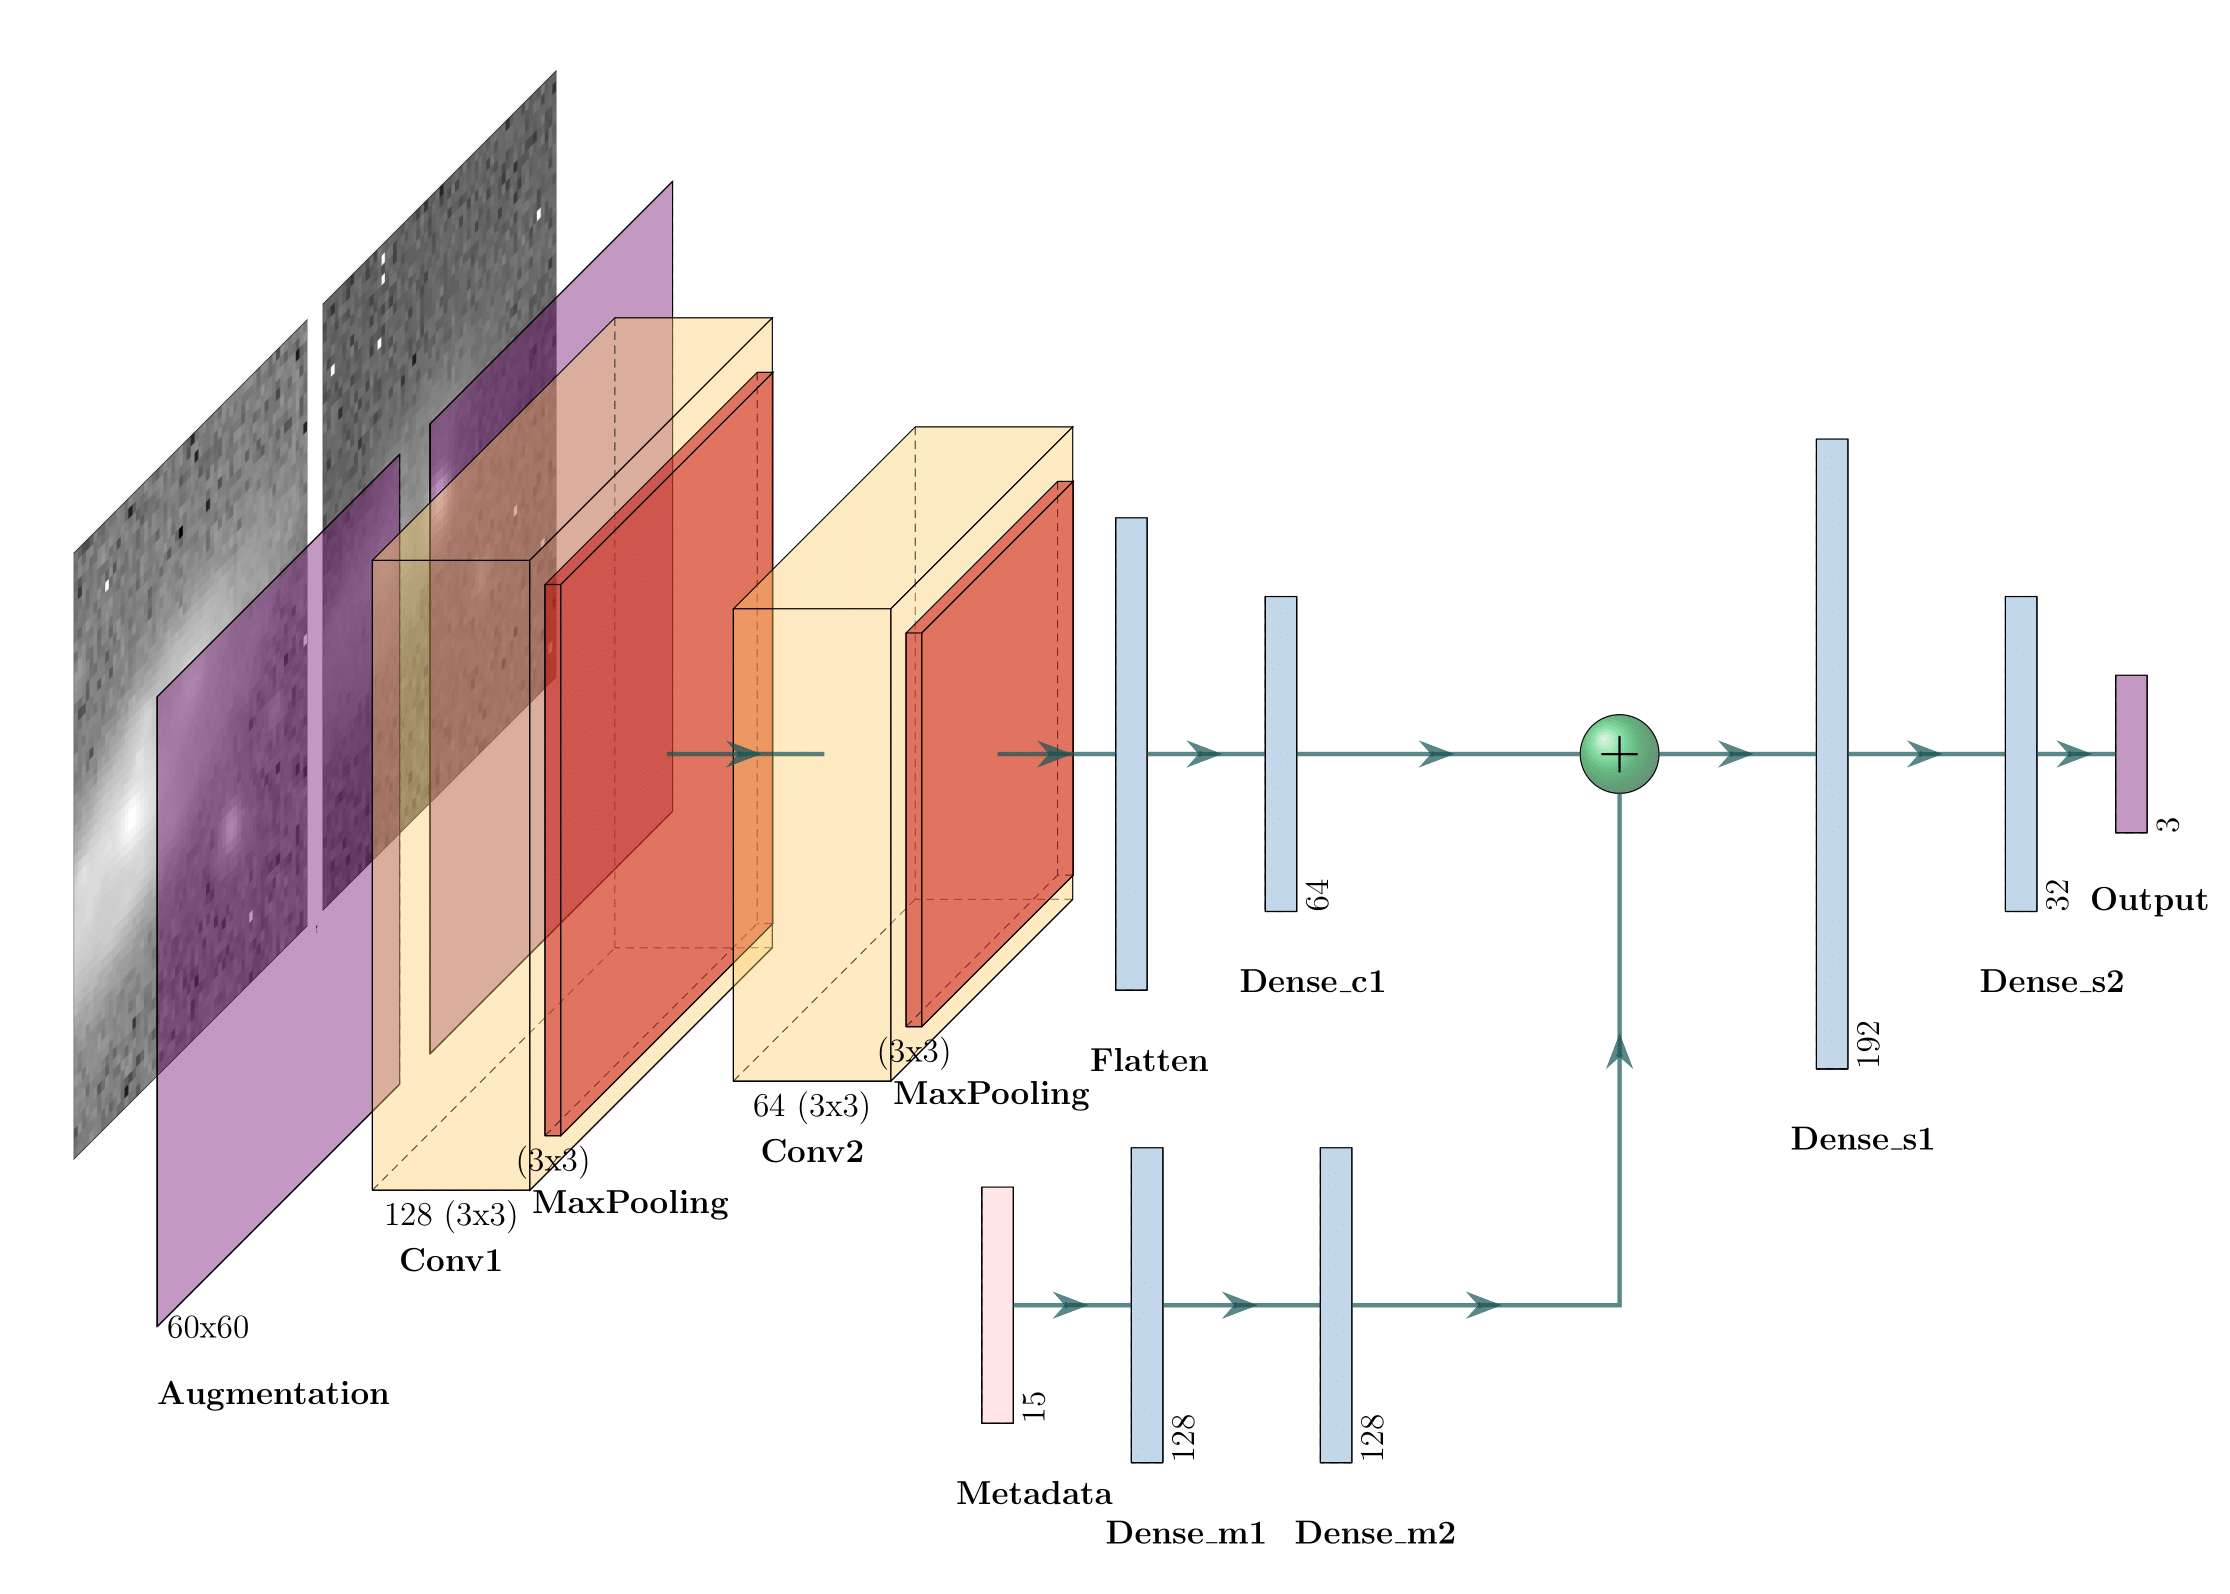 60x60
Augmentation
128 (3x3)
Conv1
(3x3)
MaxPooling
64 (3x3)
Conv2
(3x3)
MaxPooling
Flatten
64
Dense_c1
15
Metadata
128
Dense_m1
128
Dense_m2
+
192
Dense_s1
32
Dense_s2
3
Output